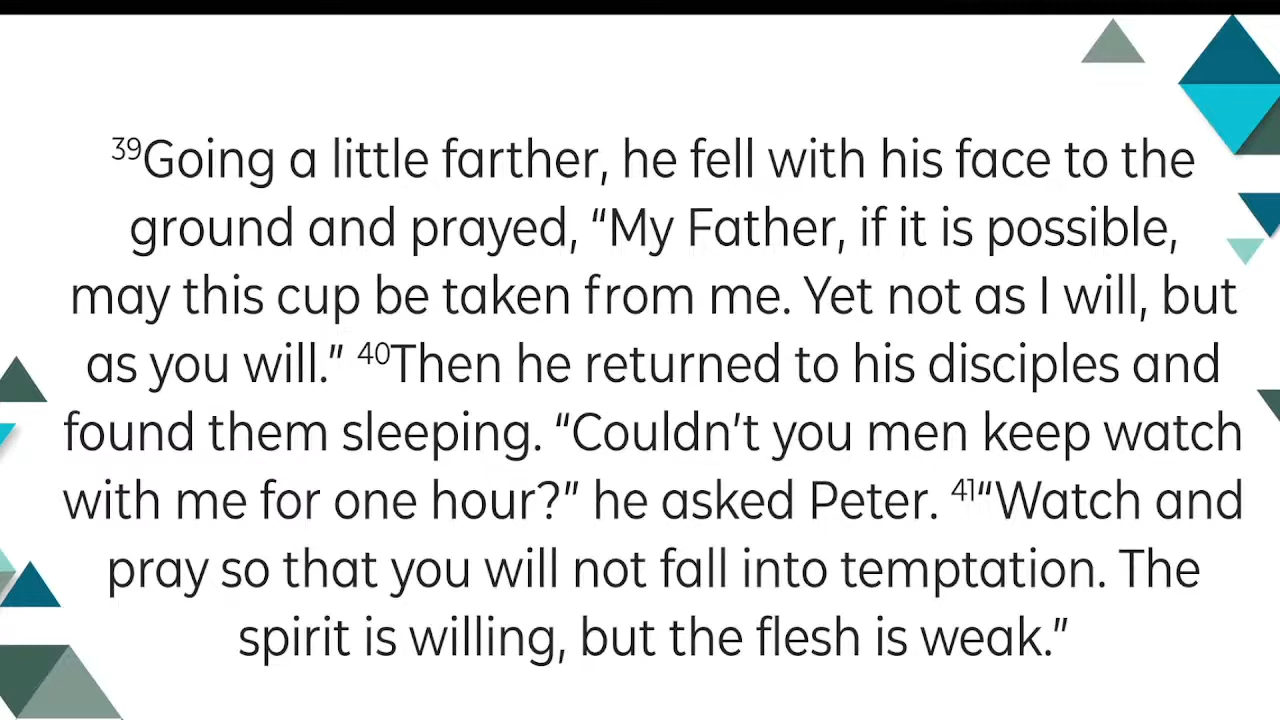 ³⁹Going a little farther, he fell with his face to the
ground and prayed, “My Father, if it is possible,
may this cup be taken from me. Yet not as I will, but
as you will.” ⁴⁰Then he returned to his disciples and
found them sleeping. “Couldn’t you men keep watch
with me for one hour?” he asked Peter. ⁴¹“Watch and
pray so that you will not fall into temptation. The
spirit is willing, but the flesh is weak.”